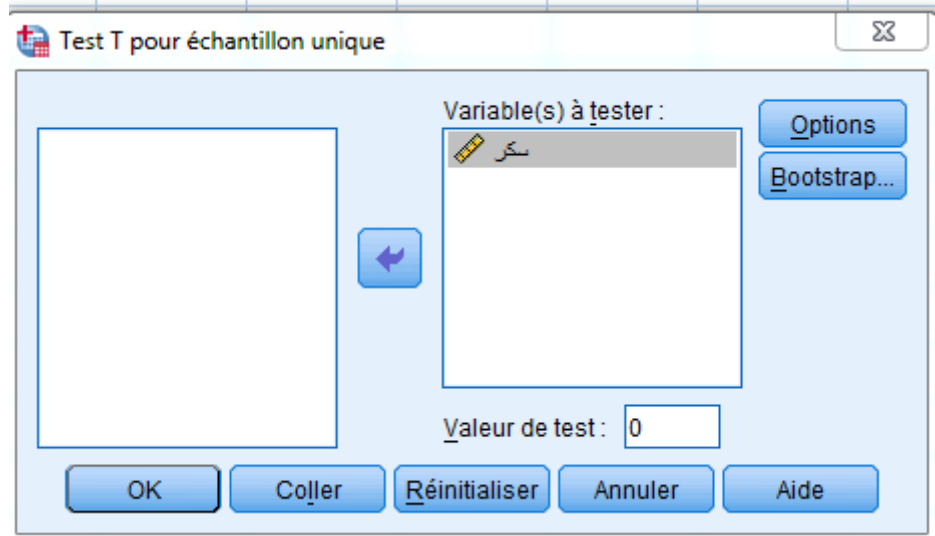 Test T pour échantillon unique
Variable(s) à tester :
سكر
Options
Bootstrap...
Valeur de test : 0
OK
Coller
Réinitialiser
Annuler
Aide